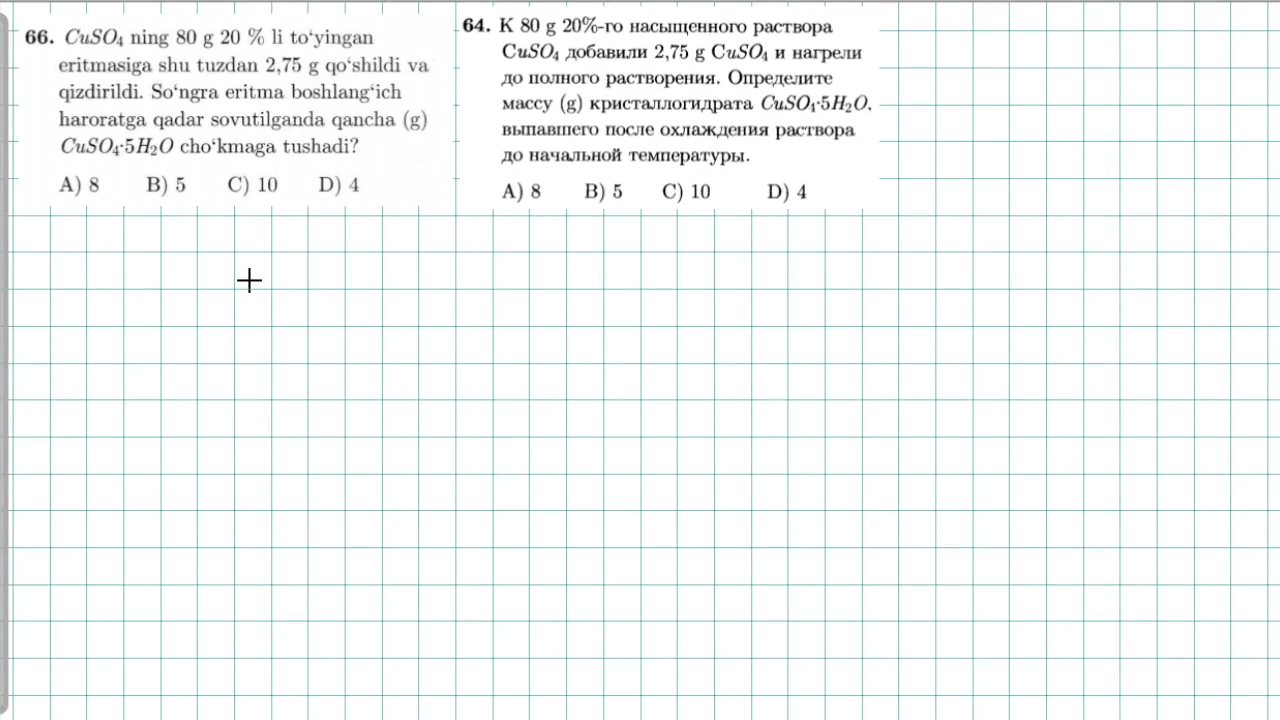 66. CuSO₄ ning 80 g 20 % li to‘yingan
eritmasiga shu tuzdan 2,75 g qo‘shildi va
qizdirildi. So‘ngra eritma boshlang‘ich
haroratga qadar sovutilganda qancha (g)
CuSO₄·5H₂O cho‘kmaga tushadi?
A) 8 B) 5 C) 10 D) 4
64. К 80 g 20%-го насыщенного раствора
CuSO₄ добавили 2,75 g CuSO₄ и нагрели
до полного растворения. Определите
массу (g) кристаллогидрата CuSO₄·5H₂O,
выпавшего после охлаждения раствора
до начальной температуры.
A) 8 B) 5 C) 10 D) 4